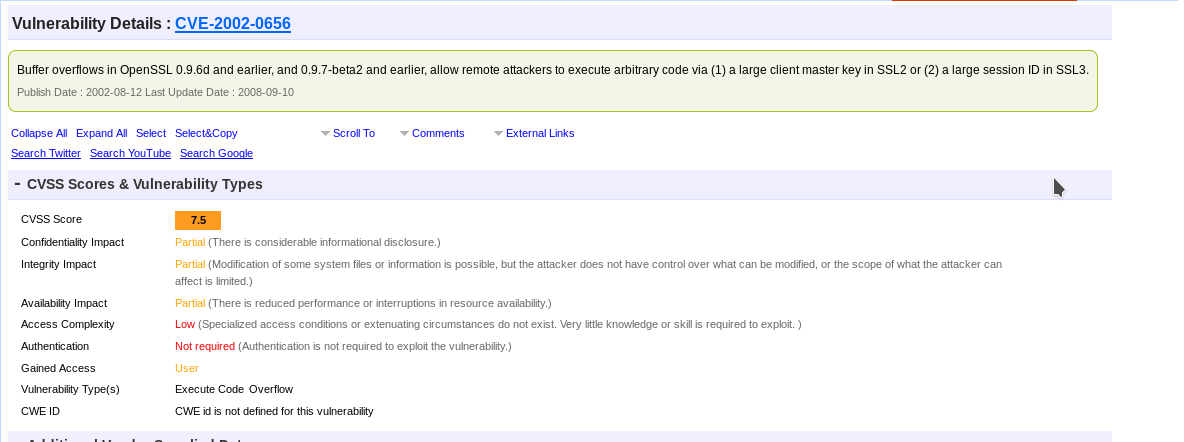 Vulnerability Details : CVE-2002-0656
Buffer overflows in OpenSSL 0.9.6d and earlier, and 0.9.7-beta2 and earlier, allow remote attackers to execute arbitrary code via (1) a large client master key in SSL2 or (2) a large session ID in SSL3.
Publish Date : 2002-08-12 Last Update Date : 2008-09-10
Collapse All Expand All Select Select&Copy Scroll To Comments External Links
Search Twitter Search YouTube Search Google
- CVSS Scores & Vulnerability Types
CVSS Score 7.5
Confidentiality Impact Partial (There is considerable informational disclosure.)
Integrity Impact Partial (Modification of some system files or information is possible, but the attacker does not have control over what can be modified, or the scope of what the attacker can
affect is limited.)
Availability Impact Partial (There is reduced performance or interruptions in resource availability.)
Access Complexity Low (Specialized access conditions or extenuating circumstances do not exist. Very little knowledge or skill is required to exploit. )
Authentication Not required (Authentication is not required to exploit the vulnerability.)
Gained Access User
Vulnerability Type(s) Execute Code Overflow
CWE ID CWE id is not defined for this vulnerability